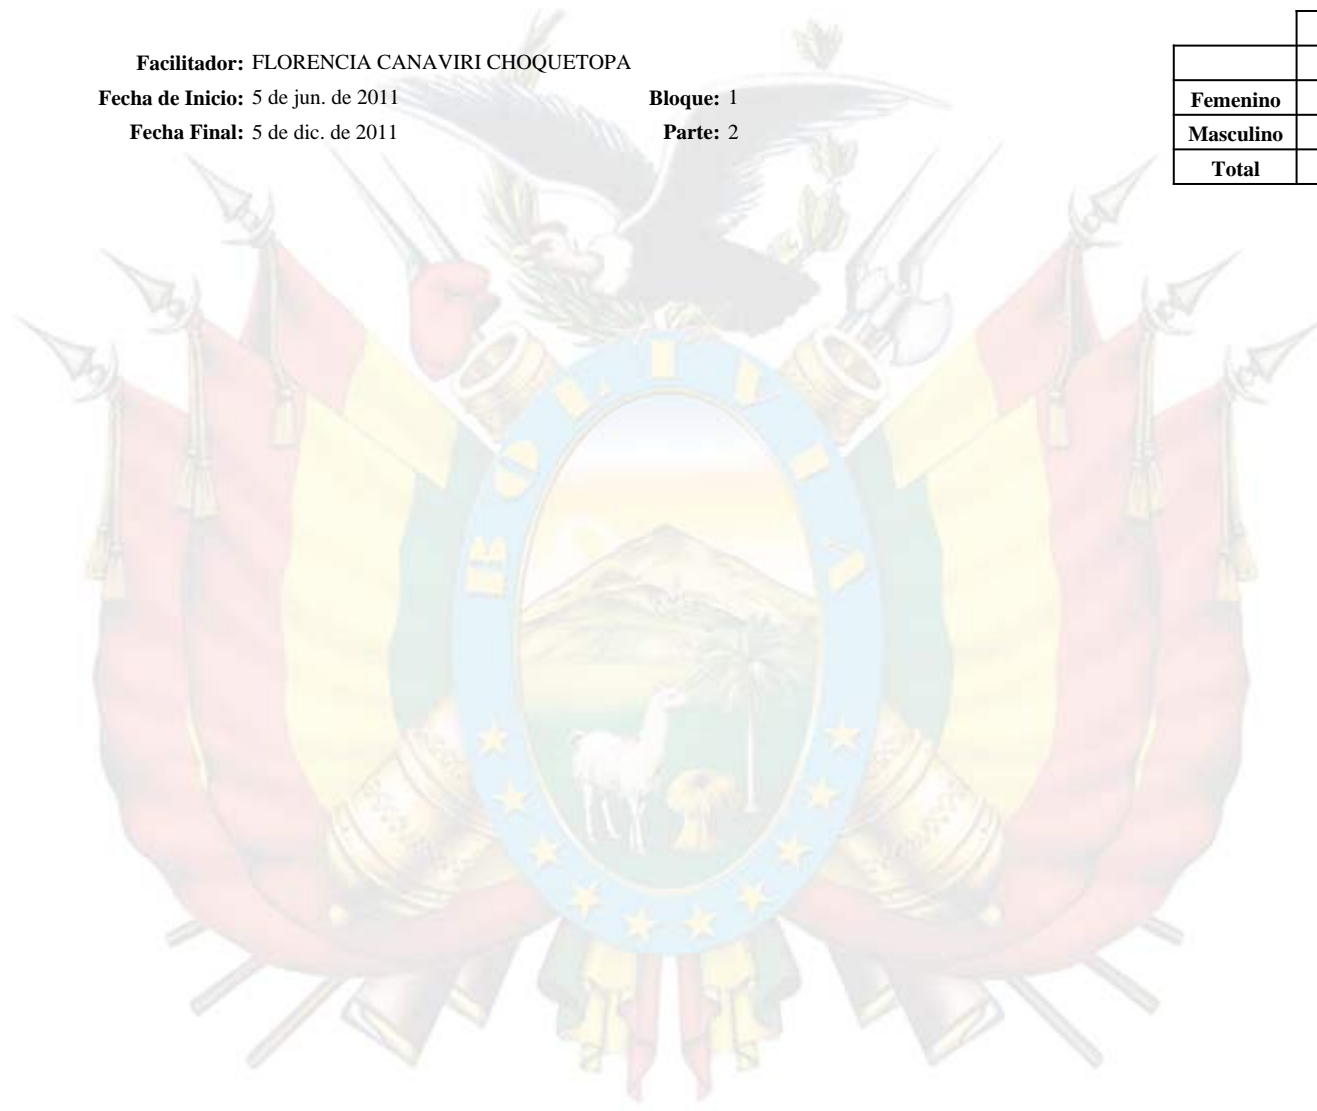 Facilitador: FLORENCIA CANAVIRI CHOQUETOPA
Fecha de Inicio: 5 de jun. de 2011 Bloque: 1
Fecha Final: 5 de dic. de 2011 Parte: 2
Femenino
Masculino
Total
BOLIVIA